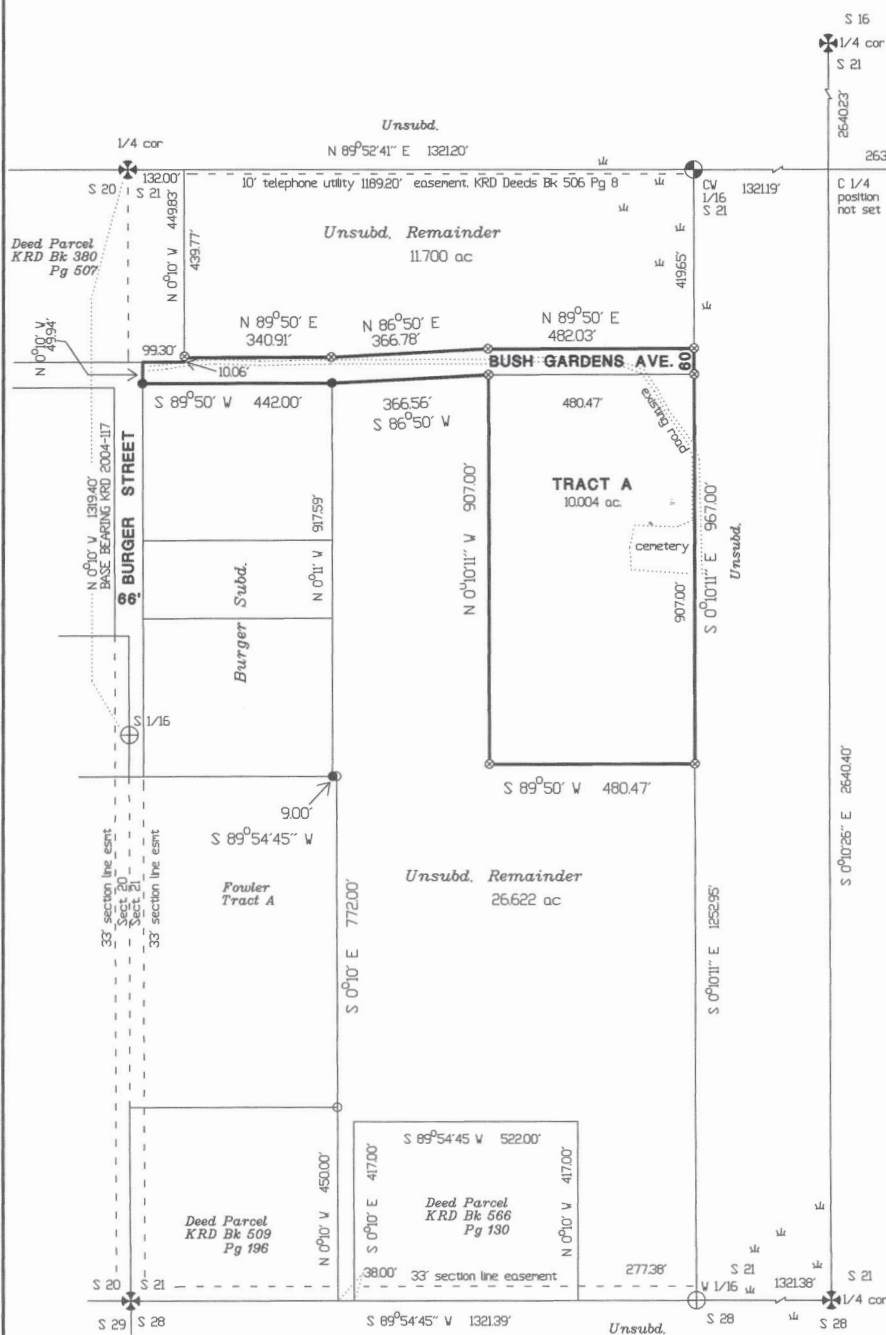 S 16
1/4 cor
S 21
2640.23'
Unsubd.
N 89°52'41" E 1321.20'
1/4 cor
S 20 S 21
132.00'
10' telephone utility 1189.20' easement, KRD Deeds Bk 506 Pg 8
CW
1/16
S 21
1321.19'
263
C 1/4
position
not set
Deed Parcel
KRD Bk 380
Pg 507
N 0°10' W 449.83'
439.77'
Unsubd. Remainder
11.700 ac
419.65'
N 0°10' W
49.94'
99.30'
10.06'
N 89°50' E
340.91'
N 86°50' E
366.78'
N 89°50' E
482.03'
BUSH GARDENS AVE.
60
S 89°50' W 442.00'
366.56'
S 86°50' W
480.47'
existing road
N 0°10' W 1319.40'
BASE BEARING KRD 2004-117
66' BURGER STREET
Burger Subd.
N 0°11' W 917.59'
N 0°10'11" W 907.00'
TRACT A
10.004 ac.
cemetery
907.00'
S 0°10'11" E 967.00'
Unsubd.
S 1/16
9.00'
S 89°54'45" W
S 89°50' W 480.47'
33' section line esmt
Sect. 20
Sect. 21
33' section line esmt
Fowler
Tract A
S 0°10' E 772.00'
Unsubd. Remainder
26.622 ac
S 0°10'11" E 1252.95'
S 0°10'26" E 2640.40'
Deed Parcel
KRD Bk 509
Pg 196
N 0°10' W 450.00'
S 0°10' E 417.00'
S 89°54'45 W 522.00'
Deed Parcel
KRD Bk 566
Pg 130
N 0°10' W 417.00'
38.00'
33' section line easement
277.38'
S 20 S 21
S 29 S 28
S 89°54'45" W 1321.39'
Unsubd.
W 1/16
S 21
S 28
1321.38'
S 21
1/4 cor
S 28